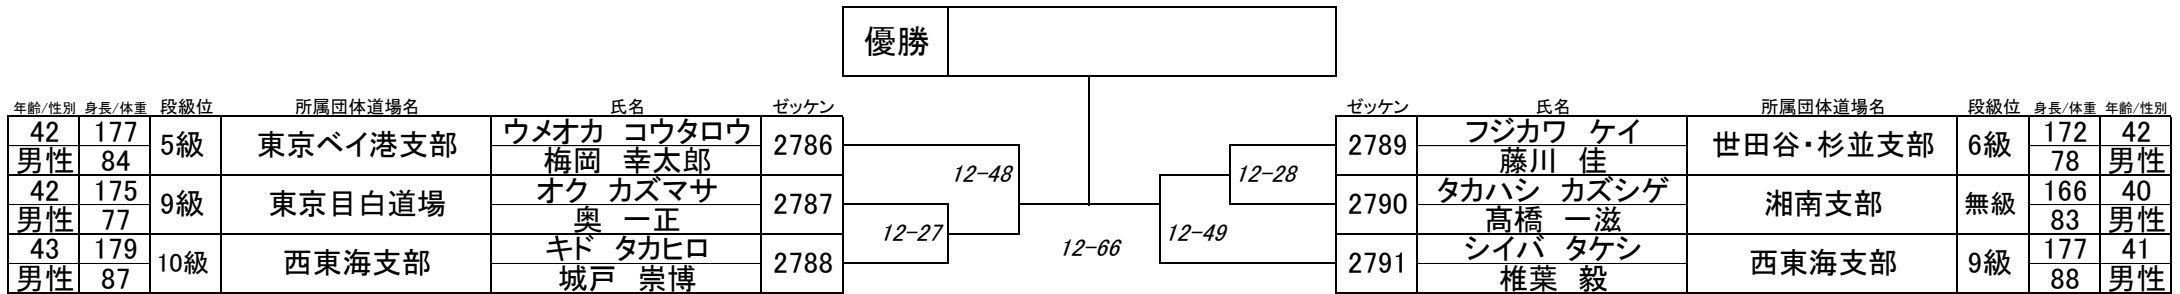 優勝
年齢/性別 身長/体重 段級位 所属団体道場名 氏名 ゼッケン ゼッケン 氏名 所属団体道場名 段級位 身長/体重 年齢/性別
42 177 5級 東京ベイ港支部 ウメオカ コウタロウ 2786 2789 フジカワ ケイ 世田谷・杉並支部 6級 172 42
男性 84 梅岡 幸太郎 藤川 佳 78 男性
12-48 12-28
42 175 9級 東京目白道場 オク カズマサ 2787 2790 タカハシ カズシゲ 湘南支部 無級 166 40
男性 77 奥 一正 髙橋 一滋 83 男性
12-27 12-66 12-49
43 179 10級 西東海支部 キド タカヒロ 2788 2791 シイバ タケシ 西東海支部 9級 177 41
男性 87 城戸 崇博 椎葉 毅 88 男性